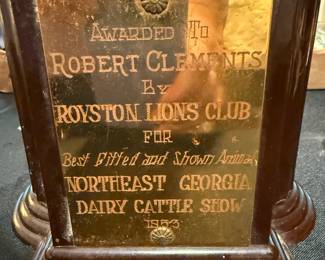 AWARDED TO
ROBERT CLEMENTS
BY
ROYSTON LIONS CLUB
FOR
Best Fitted and Shown Animal
NORTHEAST GEORGIA
DAIRY CATTLE SHOW
1953